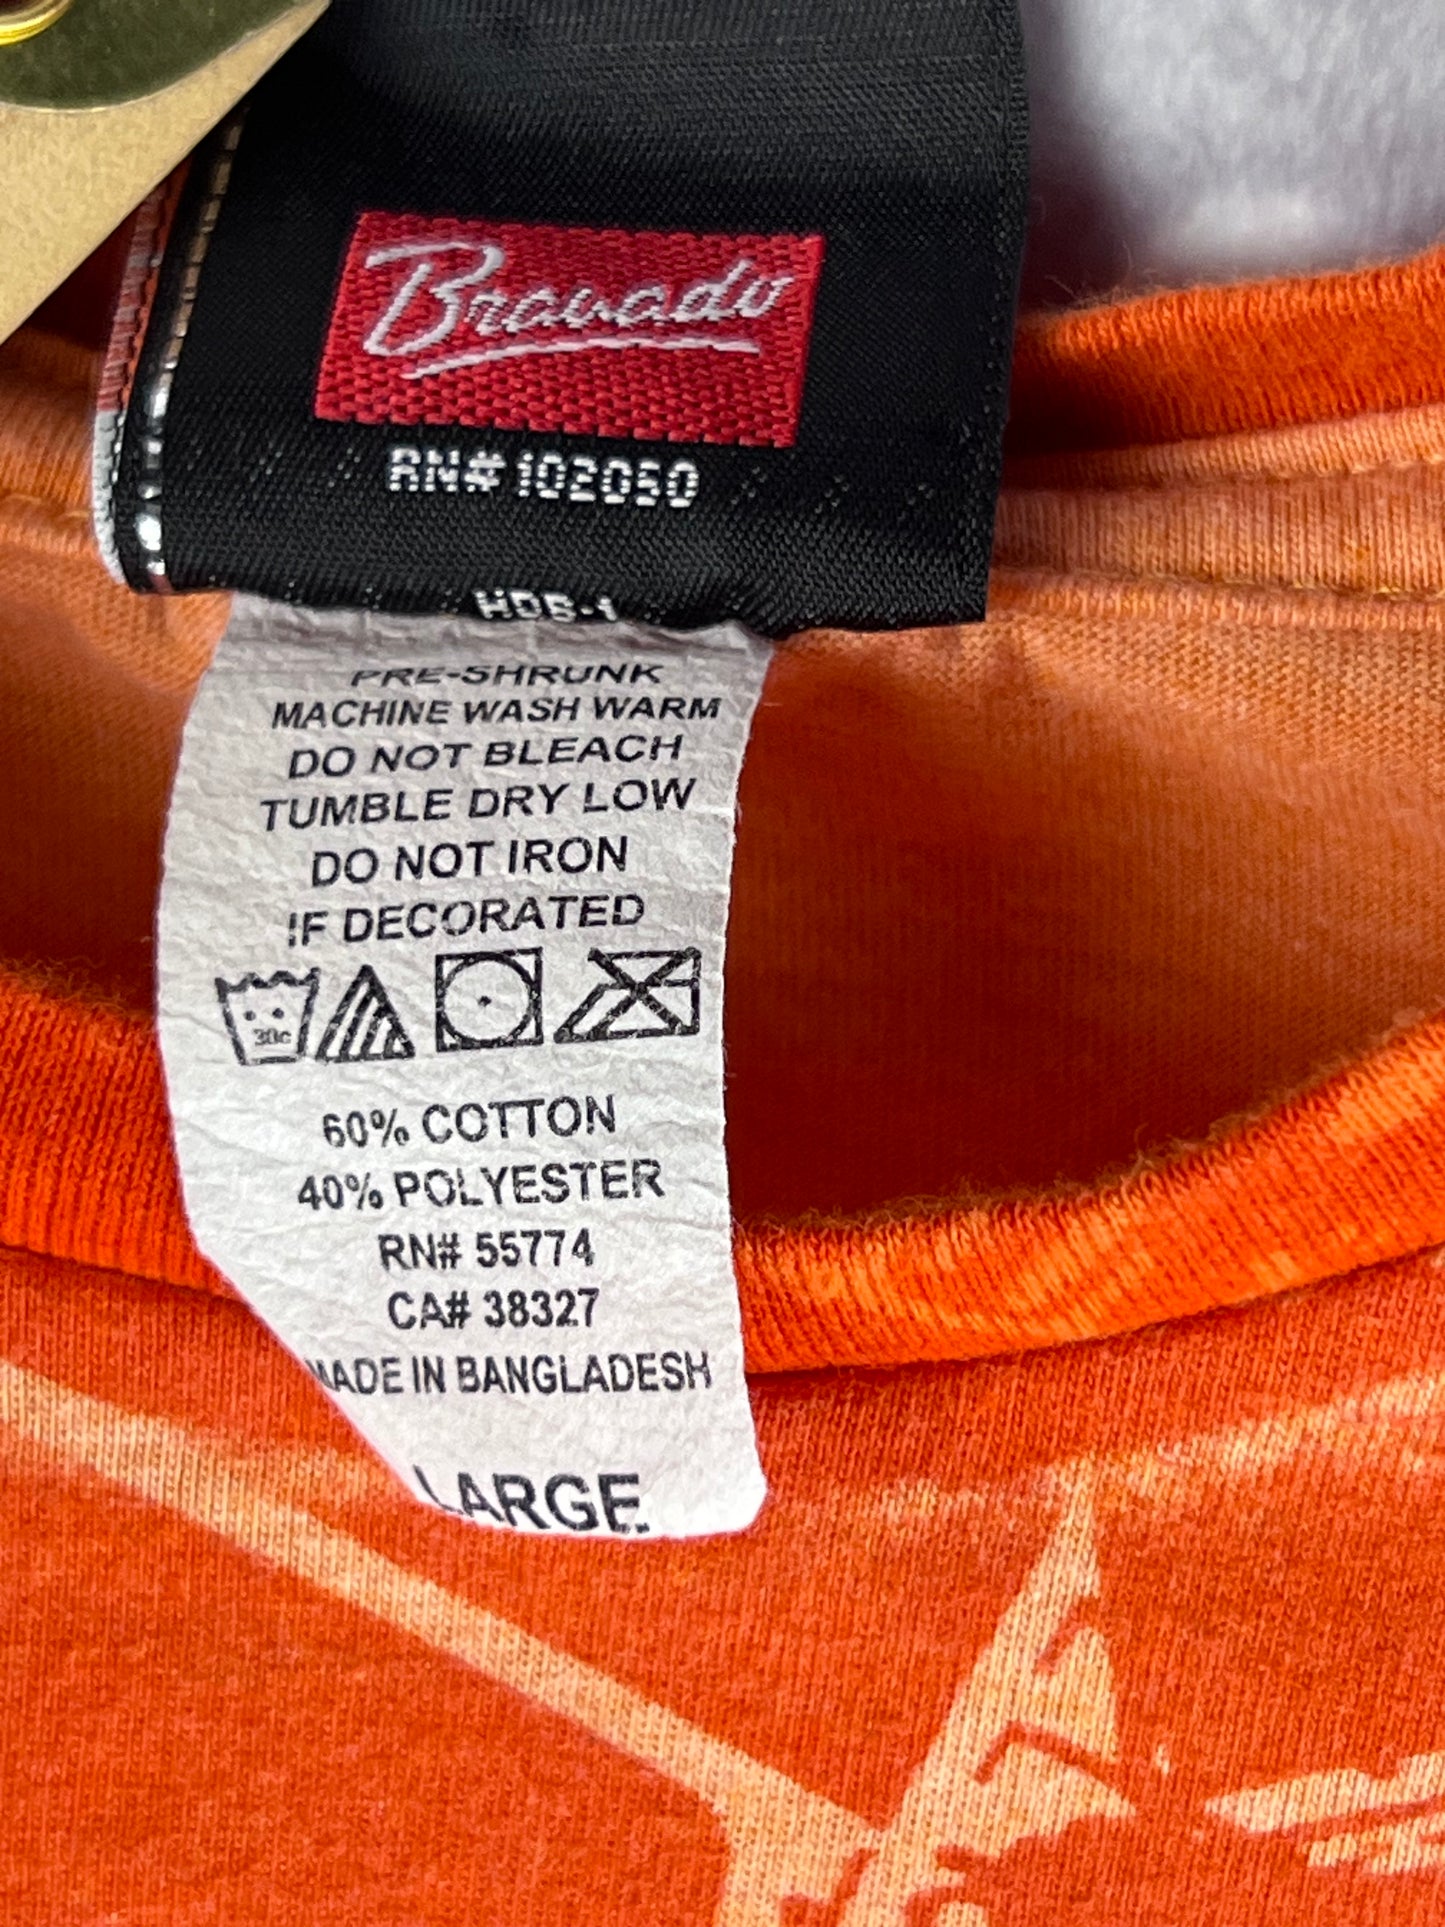 Bravado
RN# 102050
HDS-1
PRE-SHRUNK
MACHINE WASH WARM
DO NOT BLEACH
TUMBLE DRY LOW
DO NOT IRON
IF DECORATED
30c
60% COTTON
40% POLYESTER
RN# 55774
CA# 38327
MADE IN BANGLADESH
LARGE